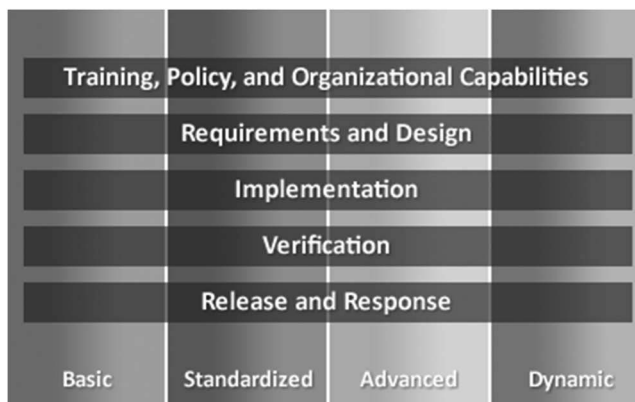 Training, Policy, and Organizational Capabilities
Requirements and Design
Implementation
Verification
Release and Response
Basic Standardized Advanced Dynamic